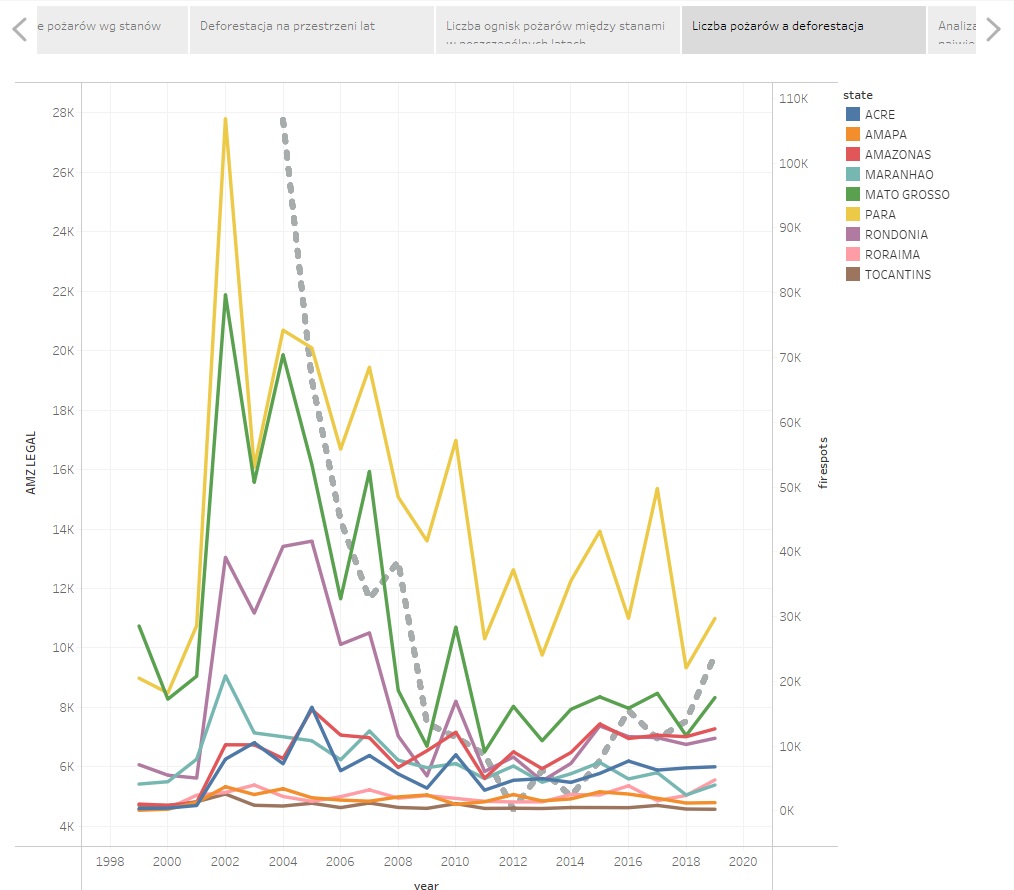 e pożarów wg stanów
Deforestacja na przestrzeni lat
Liczba ognisk pożarów między stanami
w poszczególnych latach
Liczba pożarów a deforestacja
Analiza
najwię
28K
26K
24K
22K
20K
18K
16K
14K
12K
10K
8K
6K
4K
AMZ LEGAL
110K
100K
90K
80K
70K
60K
50K
40K
30K
20K
10K
0K
firespots
1998 2000 2002 2004 2006 2008 2010 2012 2014 2016 2018 2020
year
state
ACRE
AMAPA
AMAZONAS
MARANHAO
MATO GROSSO
PARA
RONDONIA
RORAIMA
TOCANTINS